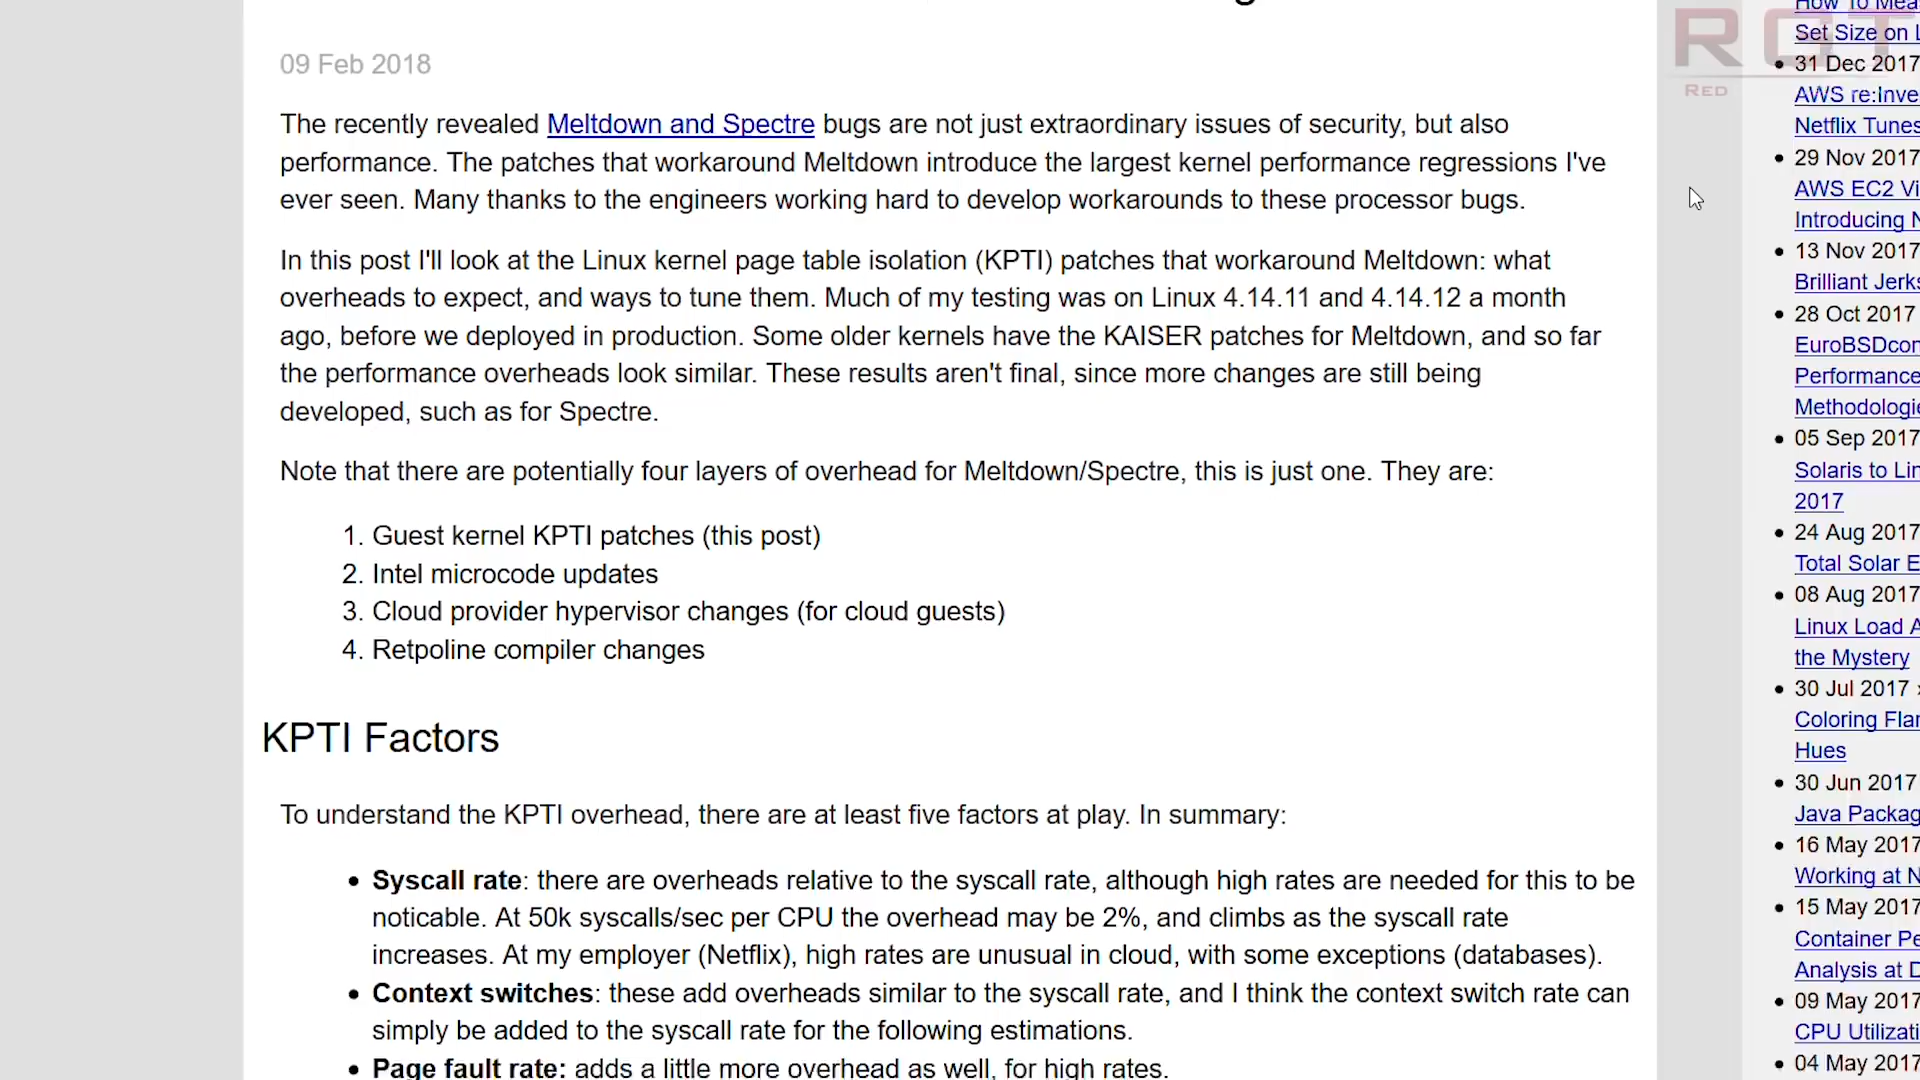 09 Feb 2018
The recently revealed Meltdown and Spectre bugs are not just extraordinary issues of security, but also
performance. The patches that workaround Meltdown introduce the largest kernel performance regressions I've
ever seen. Many thanks to the engineers working hard to develop workarounds to these processor bugs.
In this post I'll look at the Linux kernel page table isolation (KPTI) patches that workaround Meltdown: what
overheads to expect, and ways to tune them. Much of my testing was on Linux 4.14.11 and 4.14.12 a month
ago, before we deployed in production. Some older kernels have the KAISER patches for Meltdown, and so far
the performance overheads look similar. These results aren't final, since more changes are still being
developed, such as for Spectre.
Note that there are potentially four layers of overhead for Meltdown/Spectre, this is just one. They are:
1. Guest kernel KPTI patches (this post)
2. Intel microcode updates
3. Cloud provider hypervisor changes (for cloud guests)
4. Retpoline compiler changes
KPTI Factors
To understand the KPTI overhead, there are at least five factors at play. In summary:
• Syscall rate: there are overheads relative to the syscall rate, although high rates are needed for this to be
noticable. At 50k syscalls/sec per CPU the overhead may be 2%, and climbs as the syscall rate
increases. At my employer (Netflix), high rates are unusual in cloud, with some exceptions (databases).
• Context switches: these add overheads similar to the syscall rate, and I think the context switch rate can
simply be added to the syscall rate for the following estimations.
• Page fault rate: adds a little more overhead as well, for high rates.
How To Mea
Set Size on L
• 31 Dec 2017
AWS re:Inve
Netflix Tunes
• 29 Nov 2017
AWS EC2 Vi
Introducing N
• 13 Nov 2017
Brilliant Jerks
• 28 Oct 2017
EuroBSDcon
Performance
Methodologie
• 05 Sep 2017
Solaris to Lin
2017
• 24 Aug 2017
Total Solar E
• 08 Aug 2017
Linux Load A
the Mystery
• 30 Jul 2017
Coloring Flam
Hues
• 30 Jun 2017
Java Packag
• 16 May 2017
Working at N
• 15 May 2017
Container Pe
Analysis at D
• 09 May 2017
CPU Utilizati
• 04 May 2017
RGT
RED